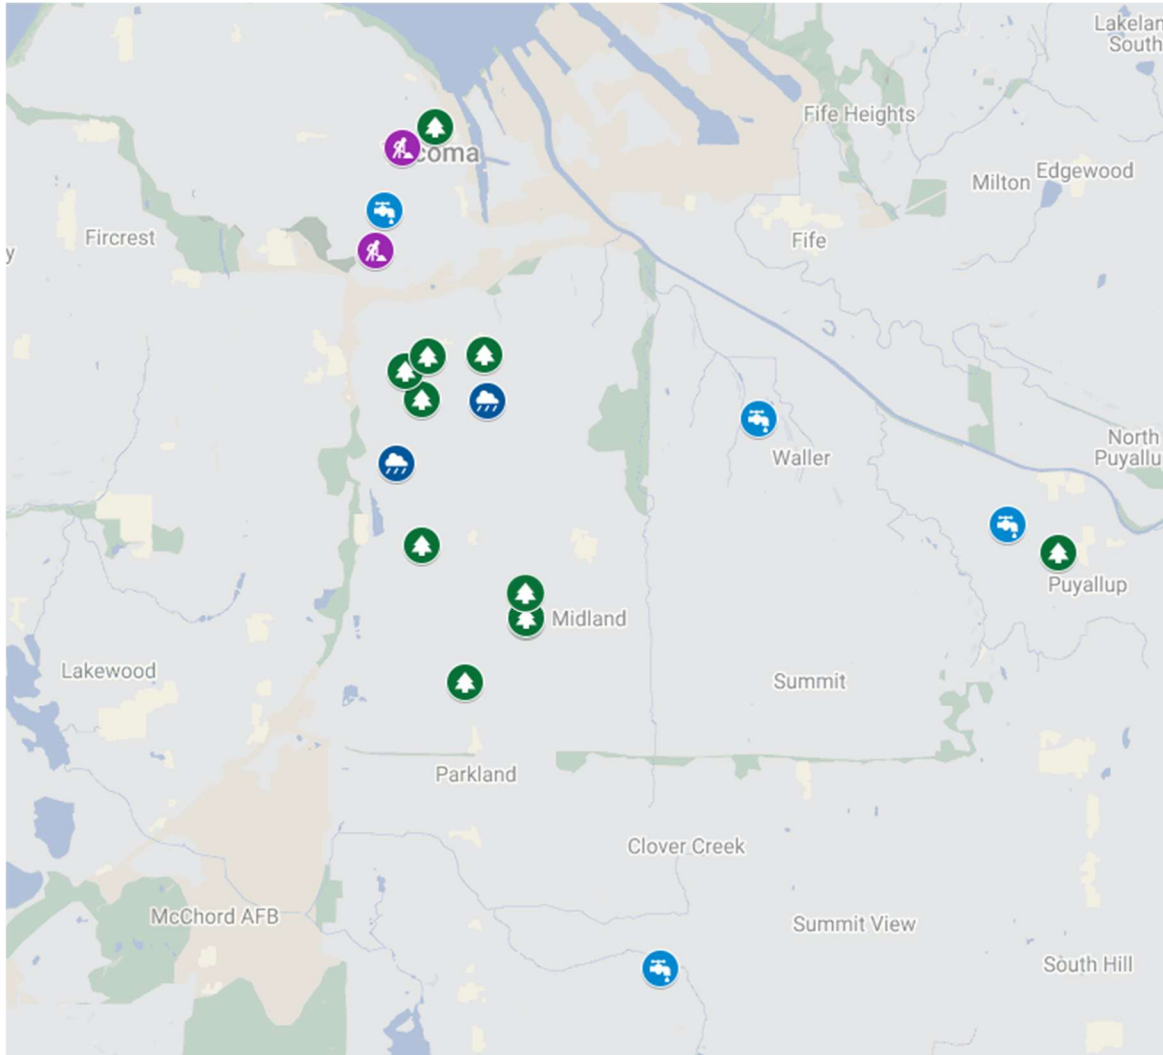 Lakelan
South
Fife Heights
coma
Milton
Edgewood
Fircrest
y
Fife
North
Puyallu
Waller
Puyallup
Midland
Lakewood
Summit
Parkland
Clover Creek
McChord AFB
Summit View
South Hill